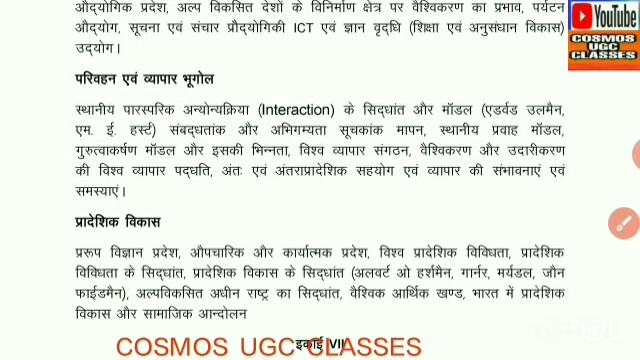 औद्योगिक प्रदेश, अल्प विकसित देशों के विनिर्माण क्षेत्र पर वैश्विकरण का प्रभाव, पर्यटन
औद्योग, सूचना एवं संचार प्रौद्योगिकी ICT एवं ज्ञान वृद्धि (शिक्षा एवं अनुसंधान विकास)
उद्योग।
YouTube
COSMOS
UGC
CLASSES
परिवहन एवं व्यापार भूगोल
स्थानीय पारस्परिक अन्योन्यक्रिया (Interaction) के सिद्धांत और मॉडल (एडवर्ड उलमैन,
एम. ई. हर्स्ट) संबद्धतांक और अभिगम्यता सूचकांक मापन, स्थानीय प्रवाह मॉडल,
गुरुत्वाकर्षण मॉडल और इसकी भिन्नता, विश्व व्यापार संगठन, वैश्विकरण और उदारीकरण
की विश्व व्यापार पद्धति, अंतः एवं अंतराप्रादेशिक सहयोग एवं व्यापार की संभावनाएं एवं
समस्याएं।
प्रादेशिक विकास
प्ररूप विज्ञान प्रदेश, औपचारिक और कार्यात्मक प्रदेश, विश्व प्रादेशिक विविधता, प्रादेशिक
विविधता के सिद्धांत, प्रादेशिक विकास के सिद्धांत (अलवर्ट ओ हर्शमैन, गार्नर, मर्यडल, जौन
फाईडमैन), अल्पविकसित अधीन राष्ट्र का सिद्धांत, वैश्विक आर्थिक खण्ड, भारत में प्रादेशिक
विकास और सामाजिक आन्दोलन
इकाई VII
COSMOS UGC CLASSES